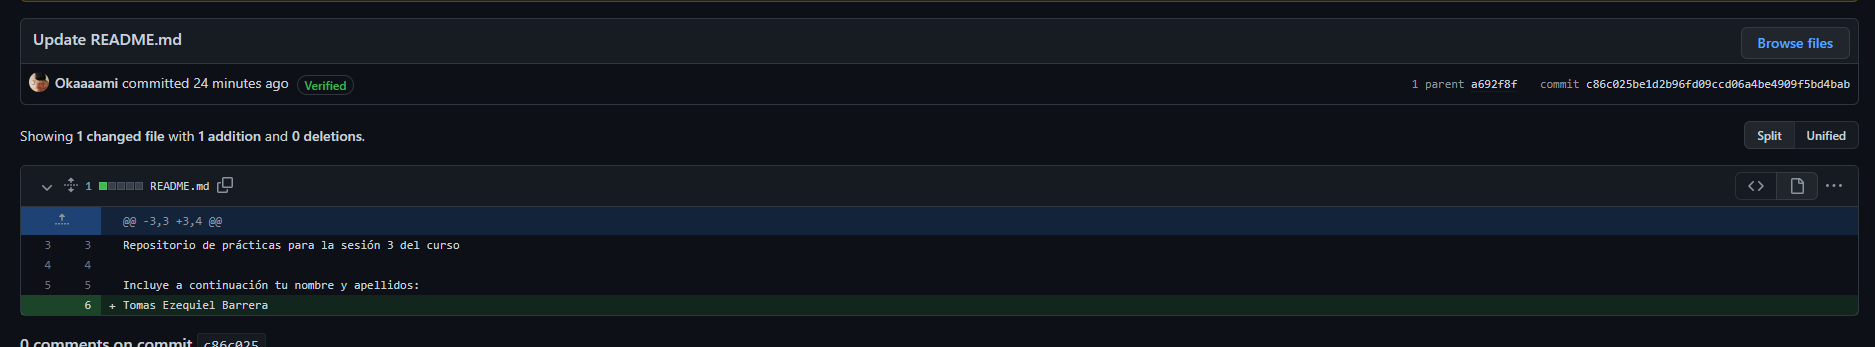 Update README.md
Browse files
Okaaaami committed 24 minutes ago Verified
1 parent a692f8f commit c86c025be1d2b96fd09ccd06a4be4909f5bd4bab
Showing 1 changed file with 1 addition and 0 deletions.
Split Unified
1 README.md
@@ -3,3 +3,4 @@
3 3 Repositorio de prácticas para la sesión 3 del curso
4 4
5 5 Incluye a continuación tu nombre y apellidos:
6 + Tomas Ezequiel Barrera
0 comments on commit c86c025